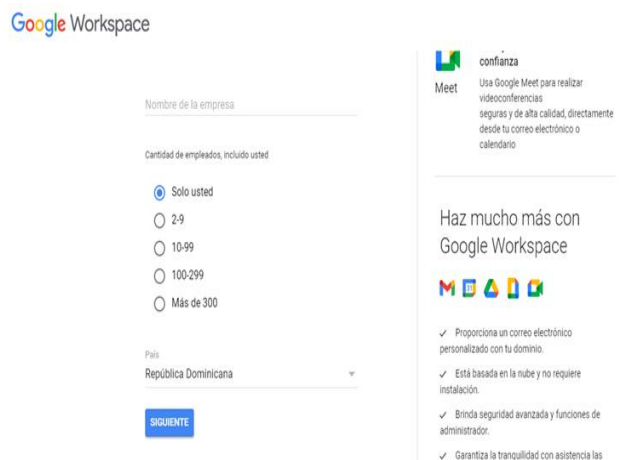 Google Workspace
Nombre de la empresa
Cantidad de empleados, incluido usted
Solo usted
2-9
10-99
100-299
Más de 300
País
República Dominicana
SIGUIENTE
confianza
Meet
Usa Google Meet para realizar
videoconferencias
seguras y de alta calidad, directamente
desde tu correo electrónico o
calendario
Haz mucho más con
Google Workspace
31
Proporciona un correo electrónico
personalizado con tu dominio.
Está basada en la nube y no requiere
instalación.
Brinda seguridad avanzada y funciones de
administrador.
Garantiza la tranquilidad con asistencia las